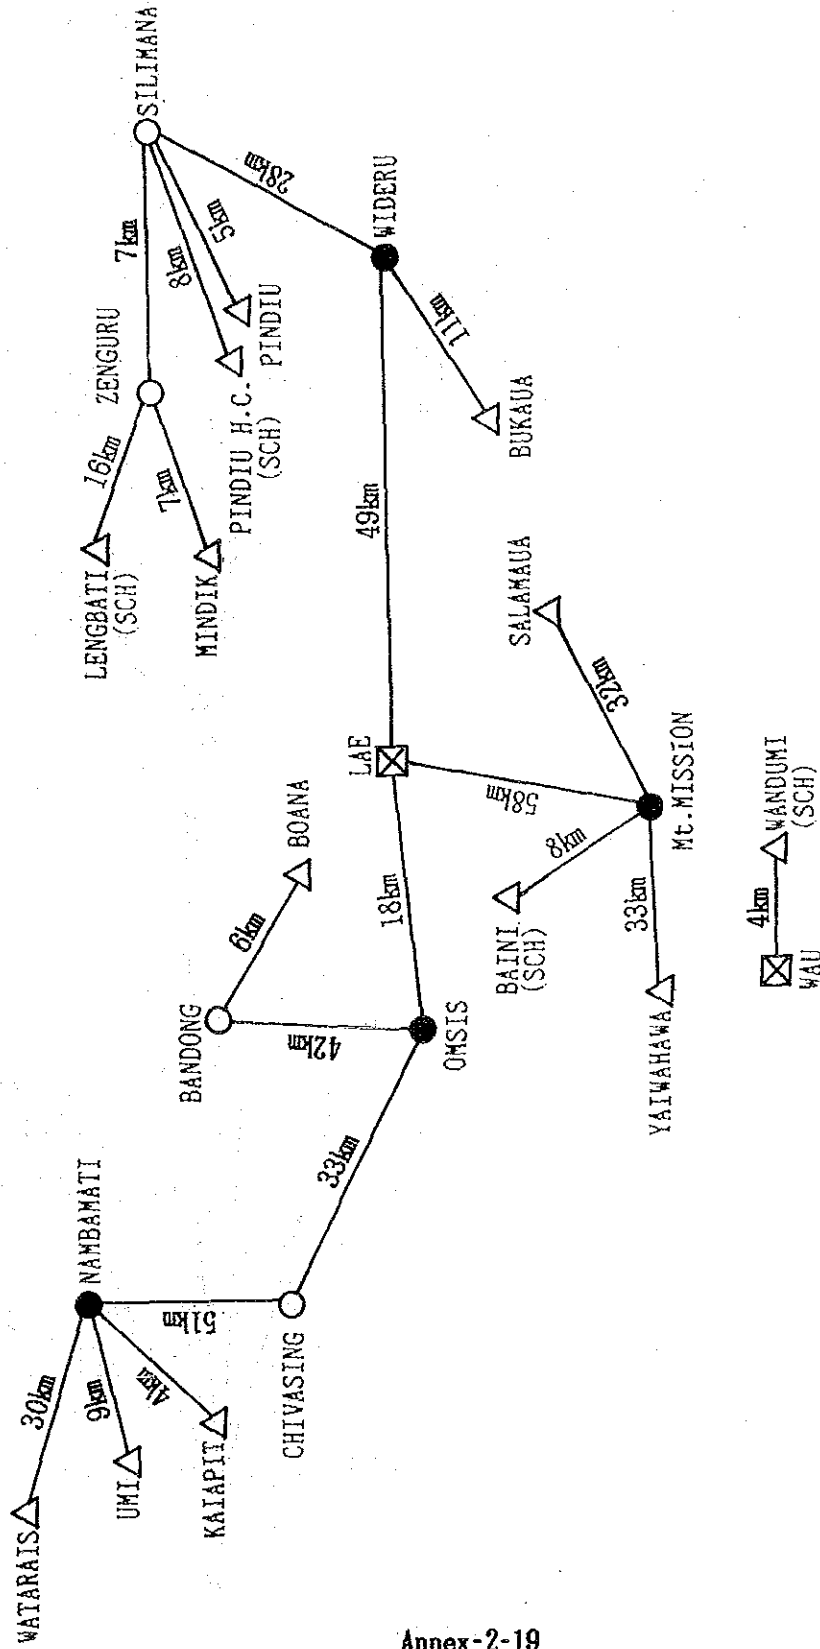 WATARAIS
30km
NAMBAMATI
9km
UMI
4km
KAIAPIT
51km
CHIVASING
33km
BANDONG
6km
BOANA
42km
OMSIS
18km
LAE
49km
LENGBATI
(SCH)
16km
ZENGURU
7km
MINDIK
7km
SILIMANA
8km
5km
PINDIU H.C.
(SCH)
PINDIU
28km
WIDERU
11km
BUKAUA
58km
SALAMAUA
32km
BAINI
(SCH)
8km
Mt.MISSION
33km
YAIWAHAWA
WAU
4km
WANDUMI
(SCH)
Annex-2-19